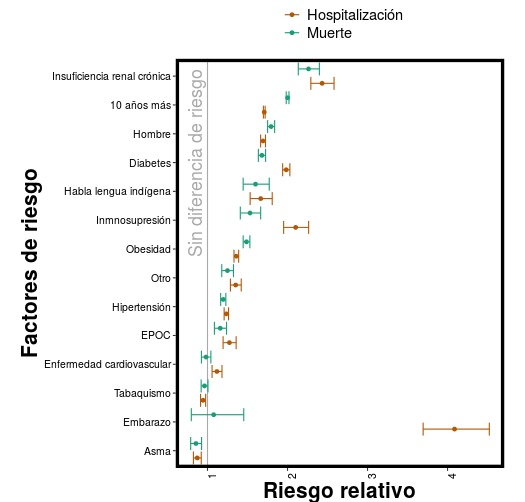 Hospitalización
Muerte
Factores de riesgo
Insuficiencia renal crónica
10 años más
Hombre
Diabetes
Habla lengua indígena
Inmnosupresión
Obesidad
Otro
Hipertensión
EPOC
Enfermedad cardiovascular
Tabaquismo
Embarazo
Asma
Sin diferencia de riesgo
1
2
3
4
Riesgo relativo